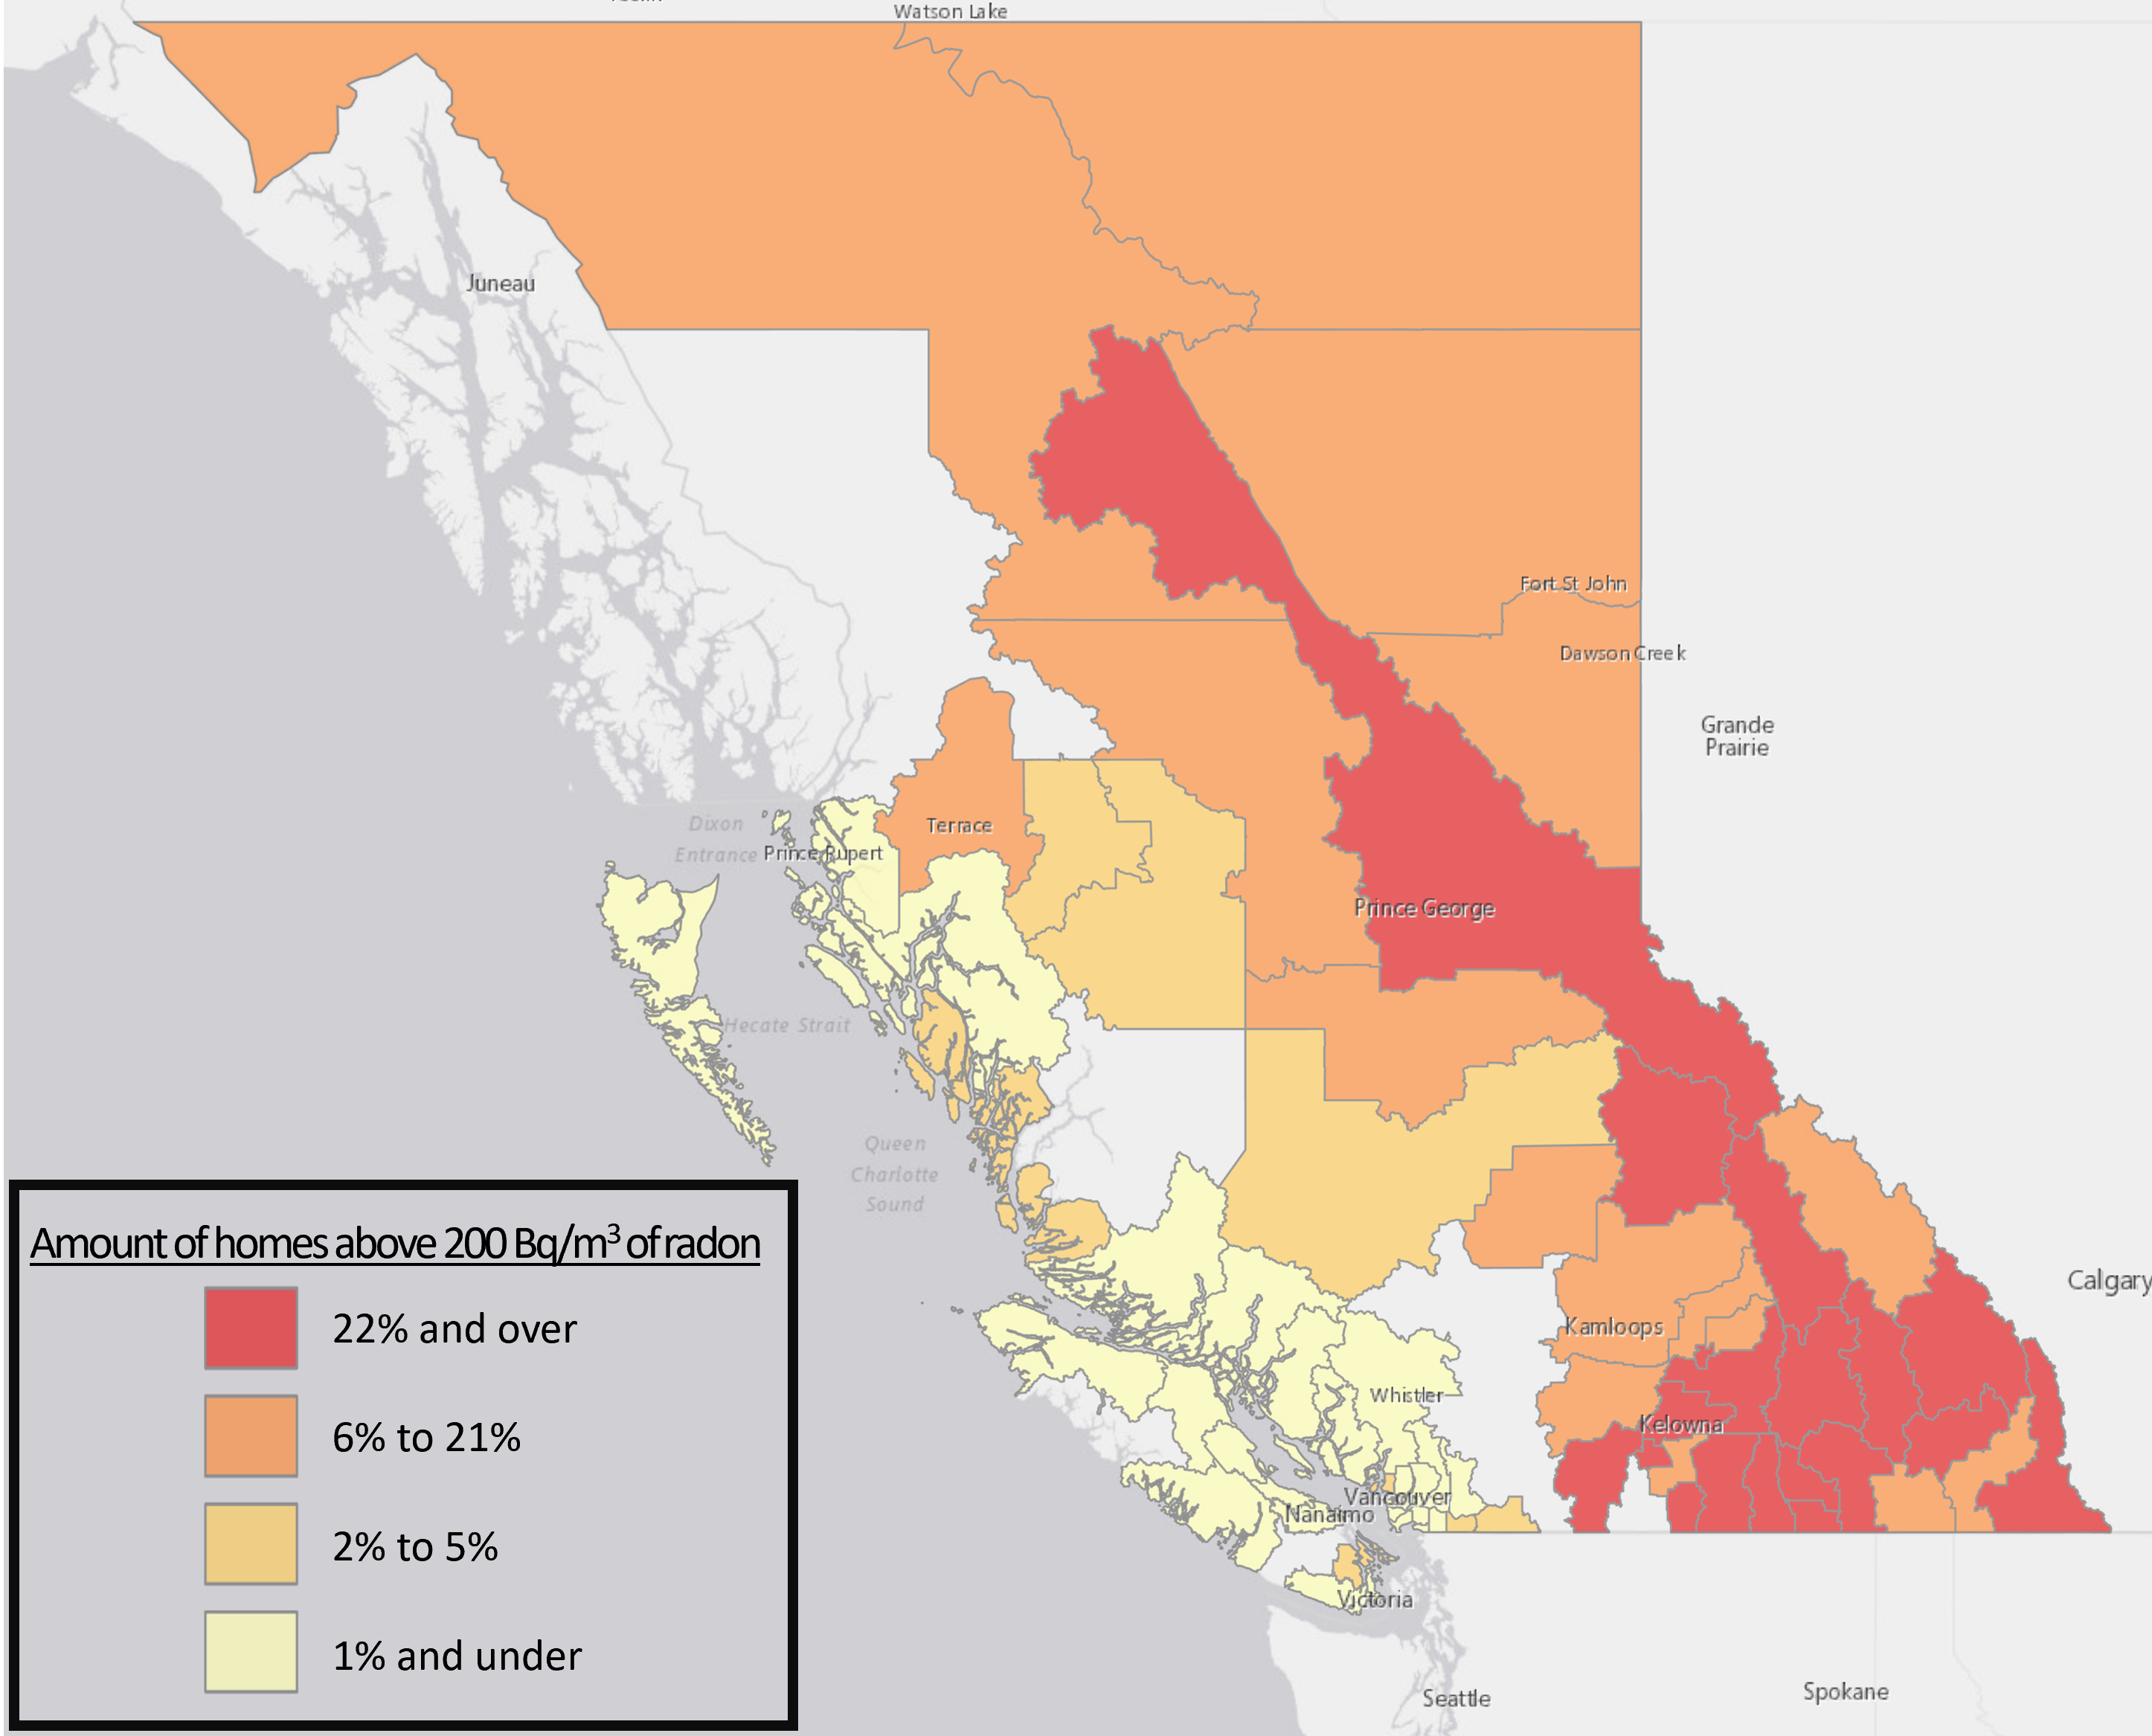 Watson Lake
Juneau
Fort St John
Dawson Creek
Grande
Prairie
Terrace
Dixon
Entrance
Prince Rupert
Prince George
Hecate Strait
Queen
Charlotte
Sound
Calgary
Kamloops
Whistler
Kelowna
Vancouver
Nanaimo
Victoria
Seattle
Spokane
Amount of homes above 200 Bq/m³ of radon
22% and over
6% to 21%
2% to 5%
1% and under